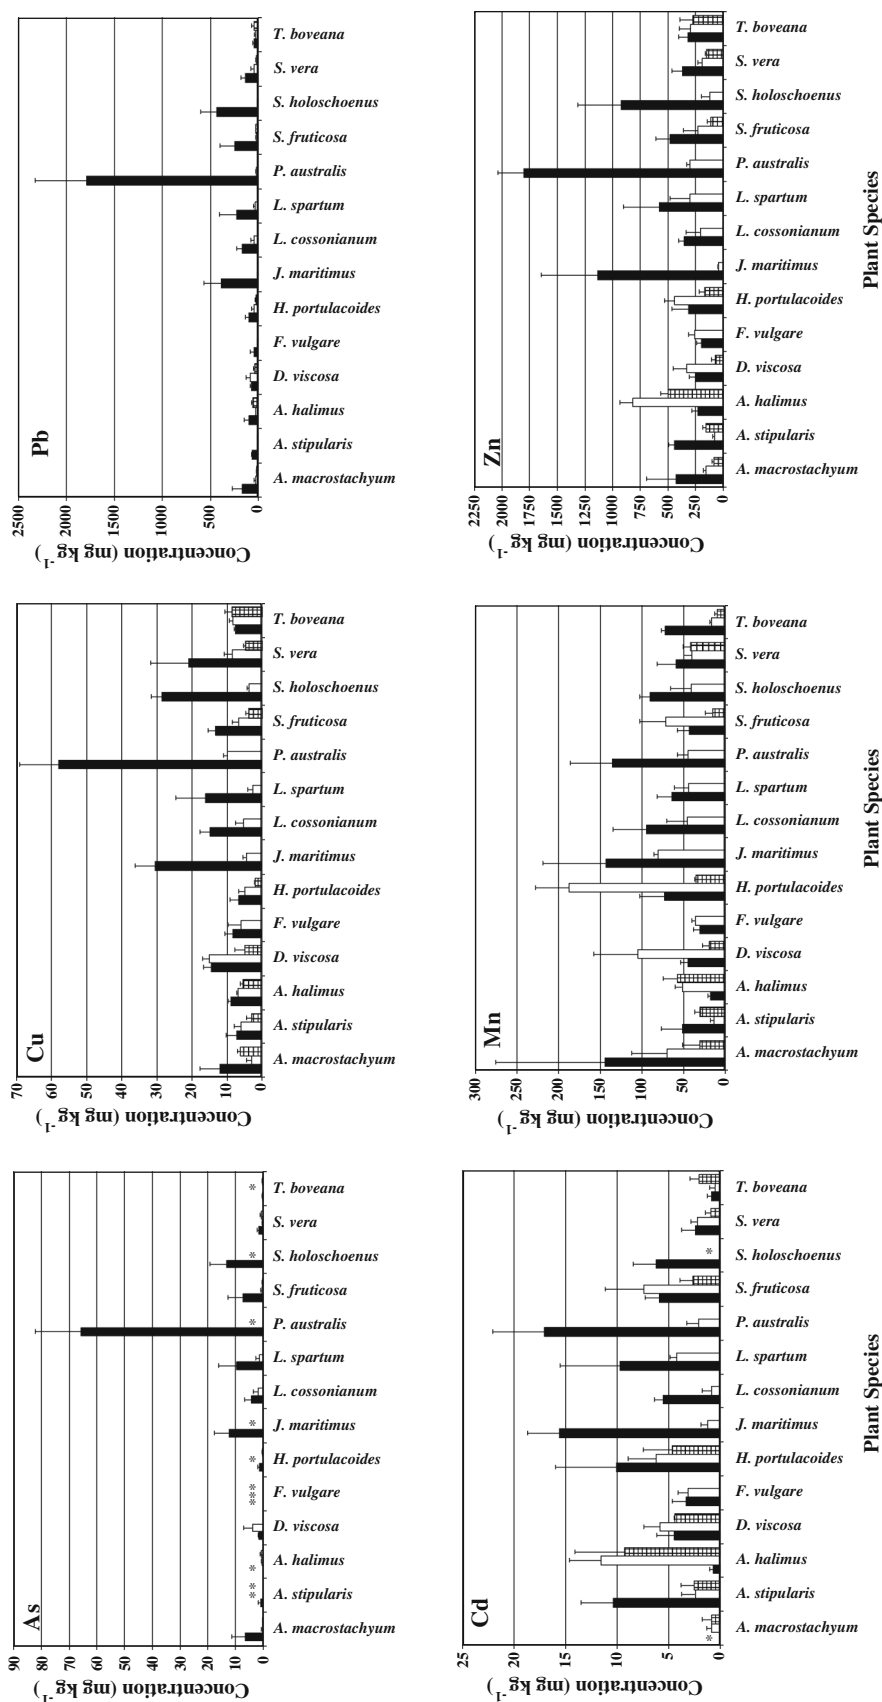 As
90
80
70
60
50
40
30
20
10
0
Concentration (mg kg⁻¹)
** * *** * * * * *
A. macrostachyum
A. stipularis
A. halimus
D. viscosa
F. vulgare
H. portulacoides
J. maritimus
L. cossonianum
L. spartum
P. australis
S. fruticosa
S. holoschoenus
S. vera
T. boveana
Cu
70
60
50
40
30
20
10
0
Concentration (mg kg⁻¹)
A. macrostachyum
A. stipularis
A. halimus
D. viscosa
F. vulgare
H. portulacoides
J. maritimus
L. cossonianum
L. spartum
P. australis
S. fruticosa
S. holoschoenus
S. vera
T. boveana
Pb
2500
2000
1500
1000
500
0
Concentration (mg kg⁻¹)
A. macrostachyum
A. stipularis
A. halimus
D. viscosa
F. vulgare
H. portulacoides
J. maritimus
L. cossonianum
L. spartum
P. australis
S. fruticosa
S. holoschoenus
S. vera
T. boveana
Cd
25
20
15
10
5
0
Concentration (mg kg⁻¹)
* *
A. macrostachyum
A. stipularis
A. halimus
D. viscosa
F. vulgare
H. portulacoides
J. maritimus
L. cossonianum
L. spartum
P. australis
S. fruticosa
S. holoschoenus
S. vera
T. boveana
Plant Species
Mn
300
250
200
150
100
50
0
Concentration (mg kg⁻¹)
A. macrostachyum
A. stipularis
A. halimus
D. viscosa
F. vulgare
H. portulacoides
J. maritimus
L. cossonianum
L. spartum
P. australis
S. fruticosa
S. holoschoenus
S. vera
T. boveana
Plant Species
Zn
2250
2000
1750
1500
1250
1000
750
500
250
0
Concentration (mg kg⁻¹)
A. macrostachyum
A. stipularis
A. halimus
D. viscosa
F. vulgare
H. portulacoides
J. maritimus
L. cossonianum
L. spartum
P. australis
S. fruticosa
S. holoschoenus
S. vera
T. boveana
Plant Species